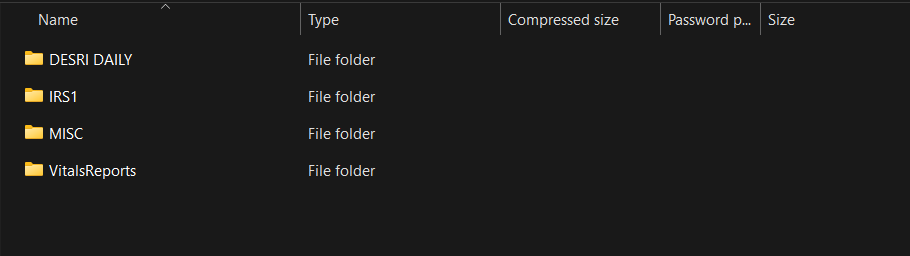 Name Type Compressed size Password p... Size
DESRI DAILY File folder
IRS1 File folder
MISC File folder
VitalsReports File folder